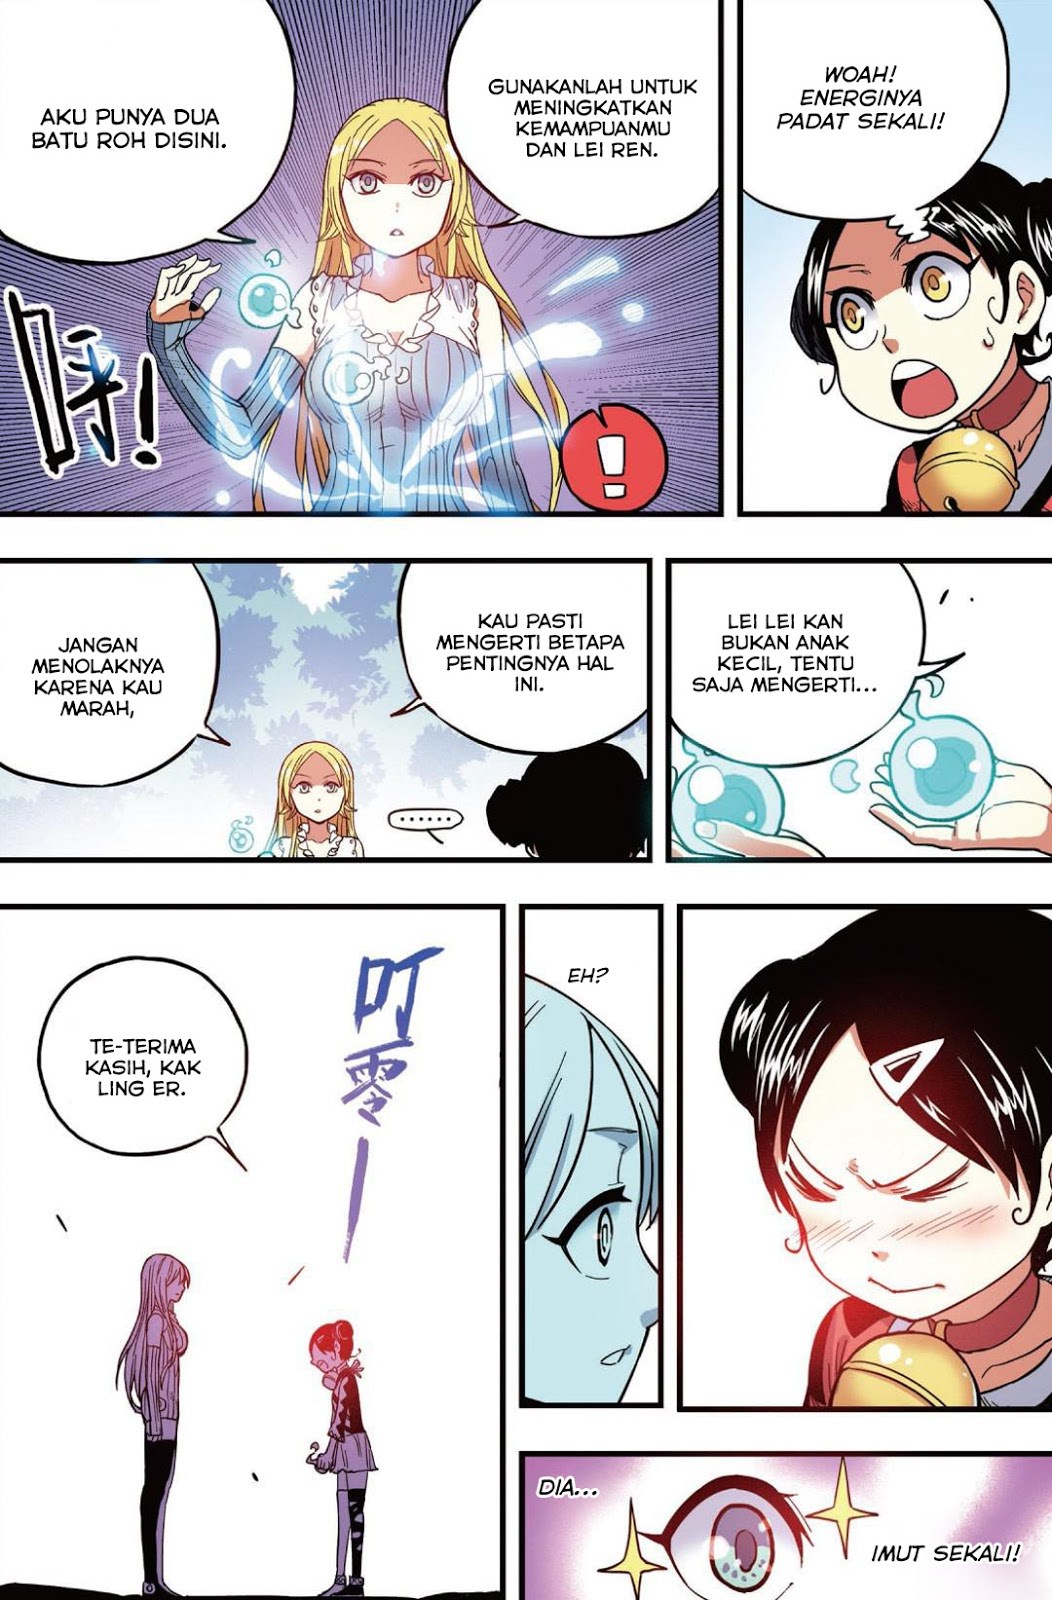 AKU PUNYA DUA
BATU ROH DISINI.
GUNAKANLAH UNTUK
MENINGKATKAN
KEMAMPUANMU
DAN LEI REN.
呯!
!
WOAH!
ENERGINYA
PADAT SEKALI!
JANGAN
MENOLAKNYA
KARENA KAU
MARAH,
KAU PASTI
MENGERTI BETAPA
PENTINGNYA HAL
INI.
......
LEI LEI KAN
BUKAN ANAK
KECIL, TENTU
SAJA MENGERTI...
TE-TERIMA
KASIH, KAK
LING ER.
叮零—
EH?
DIA...
IMUT SEKALI!